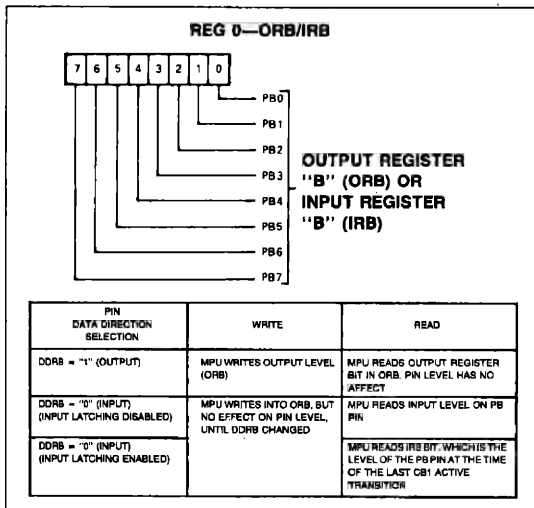 REG 0—ORB/IRB
7 6 5 4 3 2 1 0
PB0
PB1
PB2
PB3
PB4
PB5
PB6
PB7
OUTPUT REGISTER
"B" (ORB) OR
INPUT REGISTER
"B" (IRB)
PIN
DATA DIRECTION
SELECTION
WRITE
READ
DDRB = "1" (OUTPUT)
MPU WRITES OUTPUT LEVEL
(ORB)
MPU READS OUTPUT REGISTER
BIT IN ORB. PIN LEVEL HAS NO
AFFECT
DDRB = "0" (INPUT)
(INPUT LATCHING DISABLED)
MPU WRITES INTO ORB, BUT
NO EFFECT ON PIN LEVEL,
UNTIL DDRB CHANGED
MPU READS INPUT LEVEL ON PB
PIN
DDRB = "0" (INPUT)
(INPUT LATCHING ENABLED)
MPU READS IRB BIT, WHICH IS THE
LEVEL OF THE PB PIN AT THE TIME
OF THE LAST CB1 ACTIVE
TRANSITION